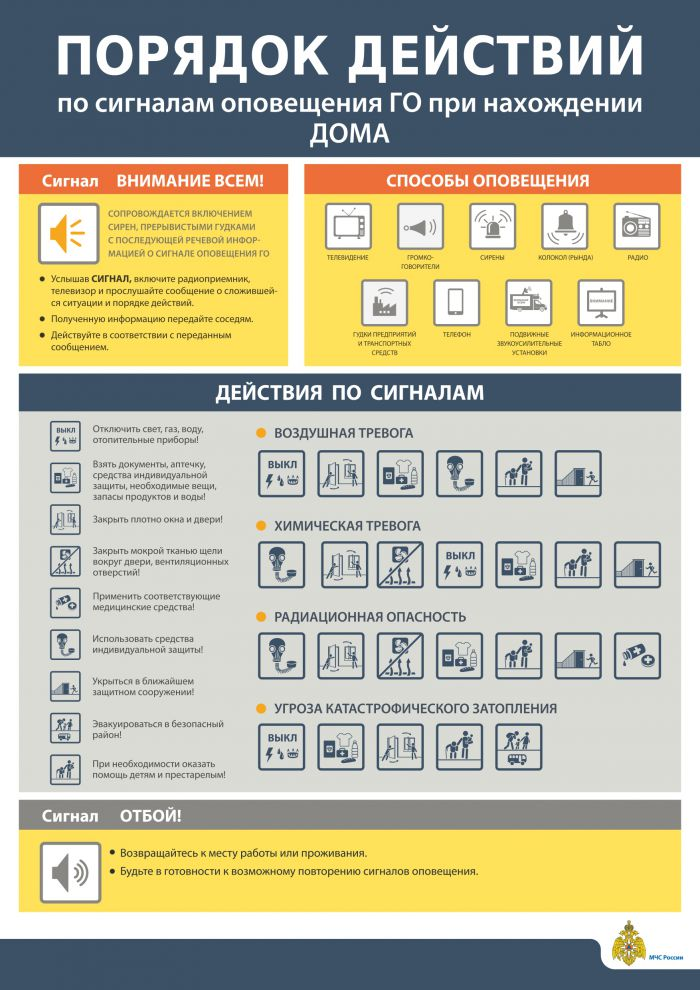 ПОРЯДОК ДЕЙСТВИЙ
по сигналам оповещения ГО при нахождении
ДОМА
Сигнал ВНИМАНИЕ ВСЕМ!
СОПРОВОЖДАЕТСЯ ВКЛЮЧЕНИЕМ
СИРЕН, ПРЕРЫВИСТЫМИ ГУДКАМИ
С ПОСЛЕДУЮЩЕЙ РЕЧЕВОЙ ИНФОР-
МАЦИЕЙ О СИГНАЛЕ ОПОВЕЩЕНИЯ ГО
• Услышав СИГНАЛ, включите радиоприемник,
телевизор и прослушайте сообщение о сложившей-
ся ситуации и порядке действий.
• Полученную информацию передайте соседям.
• Действуйте в соответствии с переданным
сообщением.
СПОСОБЫ ОПОВЕЩЕНИЯ
ТЕЛЕВИДЕНИЕ
ГРОМКО-
ГОВОРИТЕЛИ
СИРЕНЫ
КОЛОКОЛ (РЫНДА)
РАДИО
ГУДКИ ПРЕДПРИЯТИЙ
И ТРАНСПОРТНЫХ
СРЕДСТВ
ТЕЛЕФОН
ПОДВИЖНЫЕ
ЗВУКОУСИЛИТЕЛЬНЫЕ
УСТАНОВКИ
ВНИМАНИЕ
ИНФОРМАЦИОННОЕ
ТАБЛО
ДЕЙСТВИЯ ПО СИГНАЛАМ
ВЫКЛ
Отключить свет, газ, воду,
отопительные приборы!
Взять документы, аптечку,
средства индивидуальной
защиты, необходимые вещи,
запасы продуктов и воды!
Закрыть плотно окна и двери!
Закрыть мокрой тканью щели
вокруг двери, вентиляционных
отверстий!
Применить соответствующие
медицинские средства!
Использовать средства
индивидуальной защиты!
Укрыться в ближайшем
защитном сооружении!
Эвакуироваться в безопасный
район!
При необходимости оказать
помощь детям и престарелым!
• ВОЗДУШНАЯ ТРЕВОГА
ВЫКЛ
• ХИМИЧЕСКАЯ ТРЕВОГА
ВЫКЛ
• РАДИАЦИОННАЯ ОПАСНОСТЬ
• УГРОЗА КАТАСТРОФИЧЕСКОГО ЗАТОПЛЕНИЯ
ВЫКЛ
Сигнал ОТБОЙ!
• Возвращайтесь к месту работы или проживания.
• Будьте в готовности к возможному повторению сигналов оповещения.
МЧС России